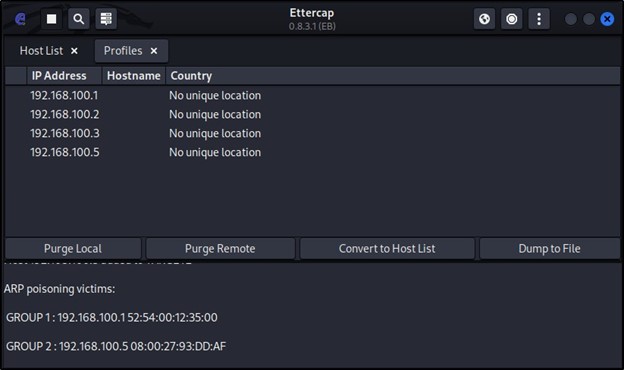 Ettercap
0.8.3.1 (EB)
Host List × Profiles ×
IP Address Hostname Country
192.168.100.1 No unique location
192.168.100.2 No unique location
192.168.100.3 No unique location
192.168.100.5 No unique location
Purge Local Purge Remote Convert to Host List Dump to File
ARP poisoning victims:
GROUP 1 : 192.168.100.1 52:54:00:12:35:00
GROUP 2 : 192.168.100.5 08:00:27:93:DD:AF